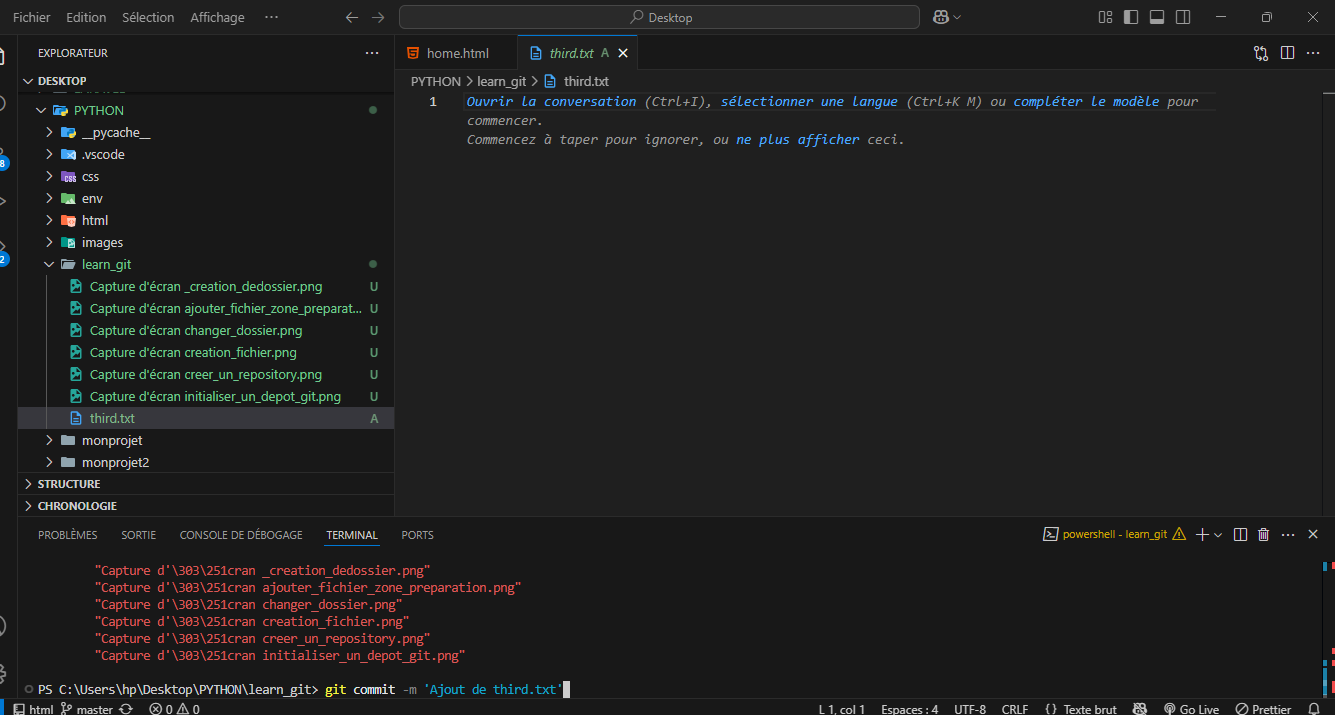 Fichier Edition Sélection Affichage ··· Desktop
EXPLORATEUR ···
home.html third.txt A
DESKTOP
PYTHON > learn_git > third.txt
PYTHON
__pycache__
.vscode
css
env
html
images
learn_git
Capture d'écran _creation_dedossier.png U
Capture d'écran ajouter_fichier_zone_preparat... U
Capture d'écran changer_dossier.png U
Capture d'écran creation_fichier.png U
Capture d'écran creer_un_repository.png U
Capture d'écran initialiser_un_depot_git.png U
third.txt A
monprojet
monprojet2
STRUCTURE
CHRONOLOGIE
8
2
1 Ouvrir la conversation (Ctrl+I), sélectionner une langue (Ctrl+K M) ou compléter le modèle pour
commencer.
Commencez à taper pour ignorer, ou ne plus afficher ceci.
PROBLÈMES SORTIE CONSOLE DE DÉBOGAGE TERMINAL PORTS powershell - learn_git
"Capture d'\303\251cran _creation_dedossier.png"
"Capture d'\303\251cran ajouter_fichier_zone_preparation.png"
"Capture d'\303\251cran changer_dossier.png"
"Capture d'\303\251cran creation_fichier.png"
"Capture d'\303\251cran creer_un_repository.png"
"Capture d'\303\251cran initialiser_un_depot_git.png"
PS C:\Users\hp\Desktop\PYTHON\learn_git> git commit -m 'Ajout de third.txt'
html master 0 0 L 1, col 1 Espaces : 4 UTF-8 CRLF {} Texte brut Go Live Prettier